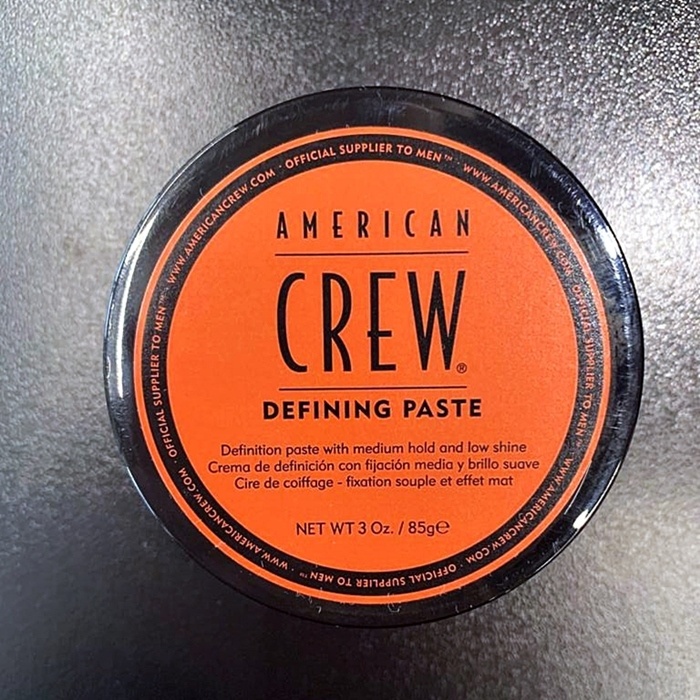 AMERICAN
CREW®
DEFINING PASTE
Definition paste with medium hold and low shine
Crema de definición con fijación media y brillo suave
Cire de coiffage - fixation souple et effet mat
NET WT 3 Oz. / 85g℮
OFFICIAL SUPPLIER TO MEN™ · WWW.AMERICANCREW.COM · OFFICIAL SUPPLIER TO MEN™ · WWW.AMERICANCREW.COM · OFFICIAL SUPPLIER TO MEN™ · WWW.AMERICANCREW.COM · OFFICIAL SUPPLIER TO MEN™ · WWW.AMERICANCREW.COM ·